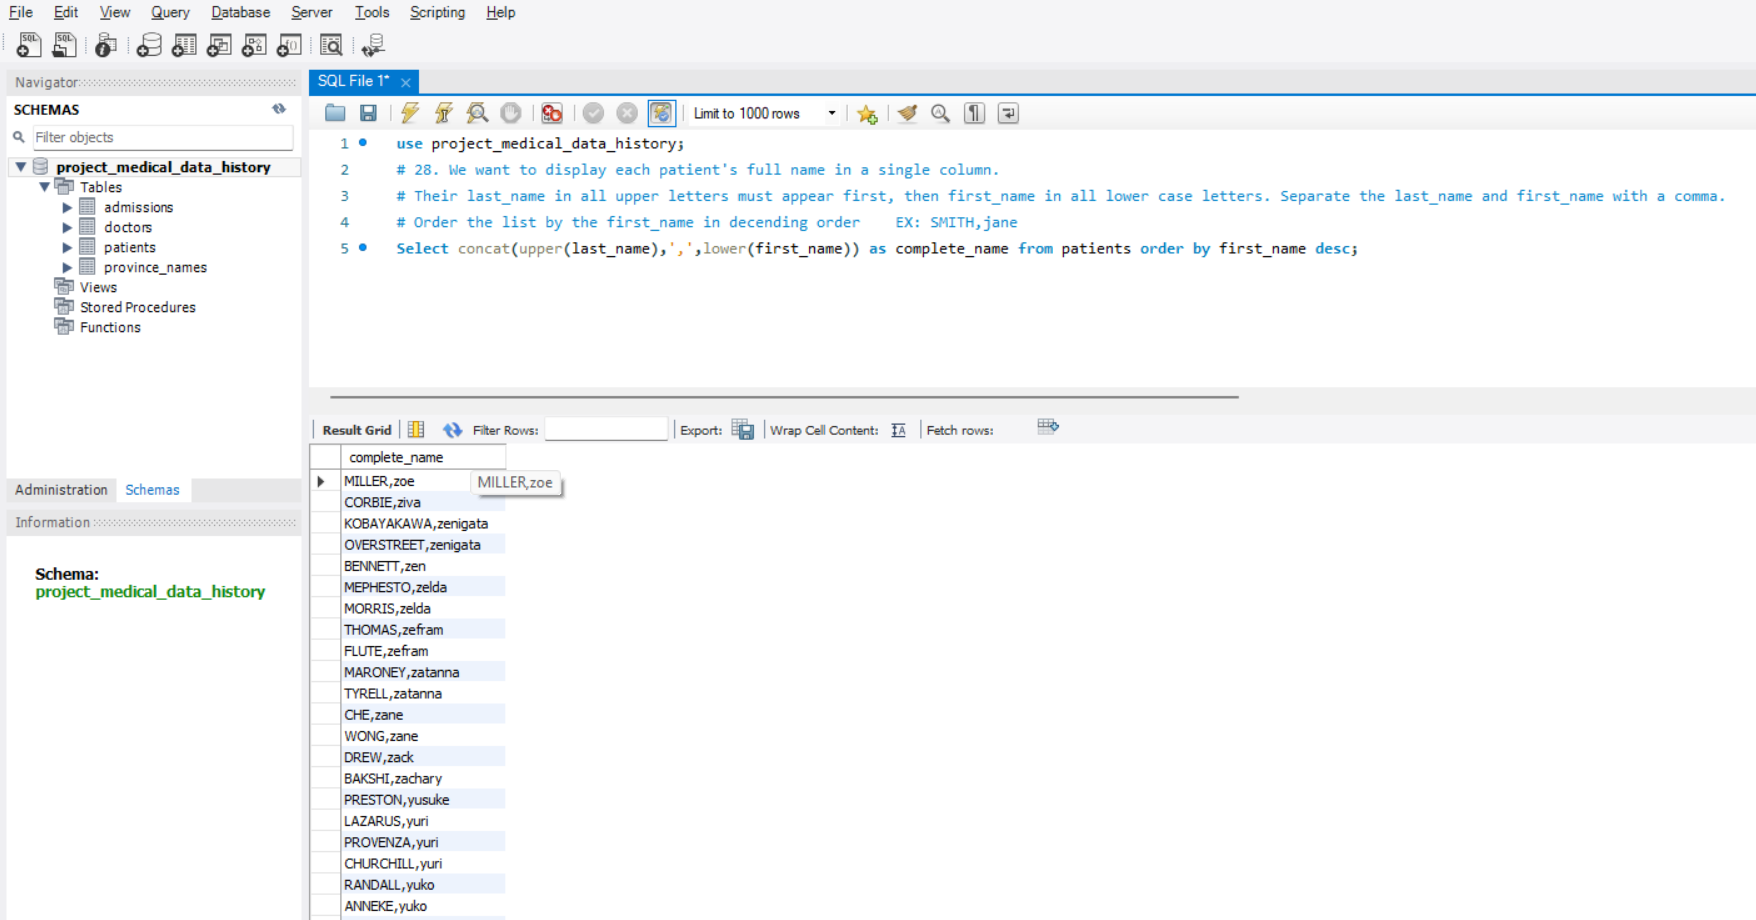 File Edit View Query Database Server Tools Scripting Help
Navigator
SCHEMAS
Filter objects
project_medical_data_history
Tables
admissions
doctors
patients
province_names
Views
Stored Procedures
Functions
Administration Schemas
Information
Schema:
project_medical_data_history
SQL File 1*
Limit to 1000 rows
1 use project_medical_data_history;
2 # 28. We want to display each patient's full name in a single column.
3 # Their last_name in all upper letters must appear first, then first_name in all lower case letters. Separate the last_name and first_name with a comma.
4 # Order the list by the first_name in decending order    EX: SMITH,jane
5 Select concat(upper(last_name),',',lower(first_name)) as complete_name from patients order by first_name desc;
Result Grid Filter Rows: Export: Wrap Cell Content: Fetch rows:
complete_name
MILLER,zoe MILLER,zoe
CORBIE,ziva
KOBAYAKAWA,zenigata
OVERSTREET,zenigata
BENNETT,zen
MEPHESTO,zelda
MORRIS,zelda
THOMAS,zefram
FLUTE,zefram
MARONEY,zatanna
TYRELL,zatanna
CHE,zane
WONG,zane
DREW,zack
BAKSHI,zachary
PRESTON,yusuke
LAZARUS,yuri
PROVENZA,yuri
CHURCHILL,yuri
RANDALL,yuko
ANNEKE,yuko